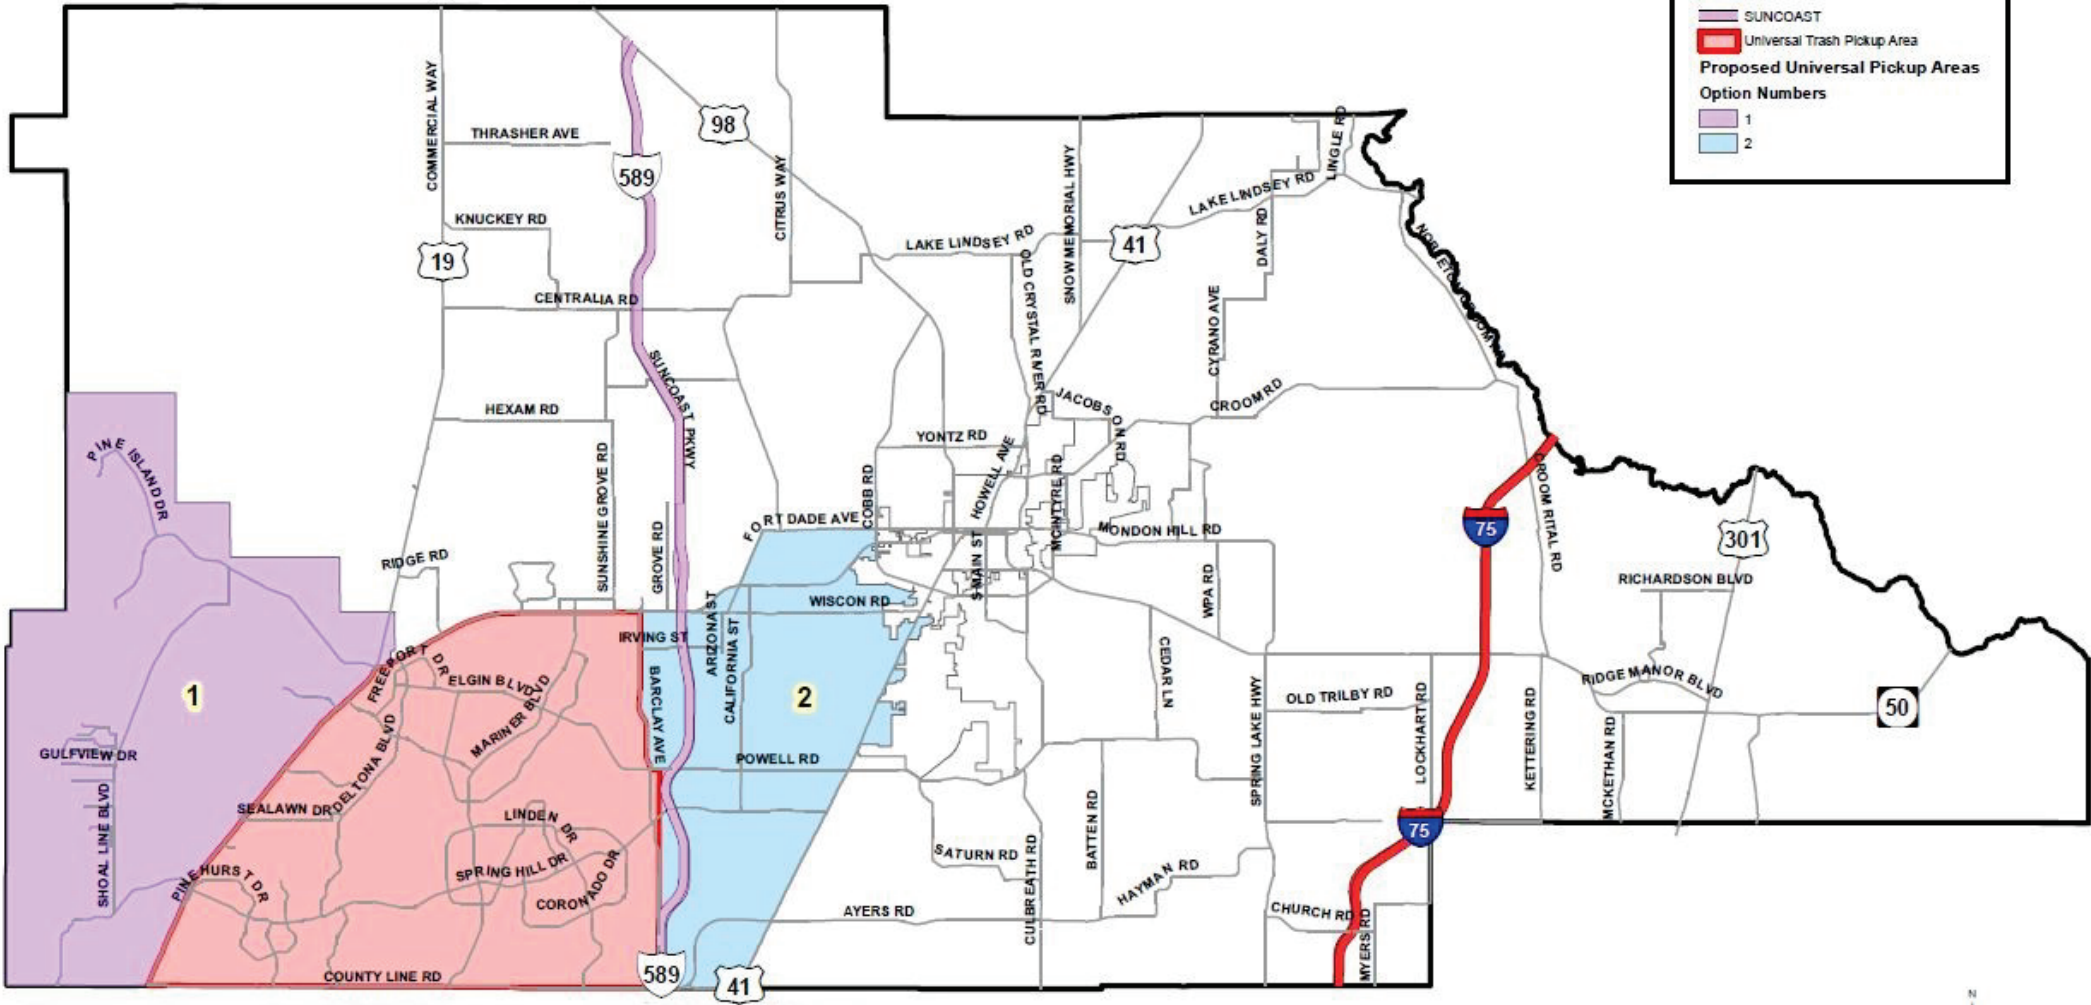 SUNCOAST
Universal Trash Pickup Area
Proposed Universal Pickup Areas
Option Numbers
1
2
COMMERCIAL WAY
THRASHER AVE
98
589
CITRUS WAY
KNUCKEY RD
19
CENTRALIA RD
LAKE LINDSEY RD
SNOW MEMORIAL HWY
41
LAKE LINDSEY RD
LINGLE RD
DALY RD
OLD CRYSTAL RIVER RD
CYRANO AVE
SUNCOAST PKWY
HEXAM RD
JACOBSON RD
CROOM RD
YONTZ RD
HOWELL AVE
PINE ISLAND DR
SUNSHINE GROVE RD
COBB RD
MCINTYRE RD
CROOM RITAL RD
FORT DADE AVE
GROVE RD
MONDON HILL RD
75
301
RIDGE RD
S MAIN ST
WPA RD
RICHARDSON BLVD
WISCON RD
ARIZONA ST
CALIFORNIA ST
IRVING ST
FREEPORT DR
ELGIN BLVD
MARINER BLVD
BARCLAY AVE
CEDAR LN
RIDGE MANOR BLVD
1
2
OLD TRILBY RD
50
SPRING LAKE HWY
LOCKHART RD
KETTERING RD
MCKETHAN RD
GULFVIEW DR
DELTONA BLVD
POWELL RD
SHOAL LINE BLVD
SEALAWN DR
LINDEN DR
BATTEN RD
75
SATURN RD
CULBREATH RD
SPRING HILL DR
PINEHURST DR
CORONADO DR
HAYMAN RD
AYERS RD
CHURCH RD
MYERS RD
COUNTY LINE RD
589
41
N